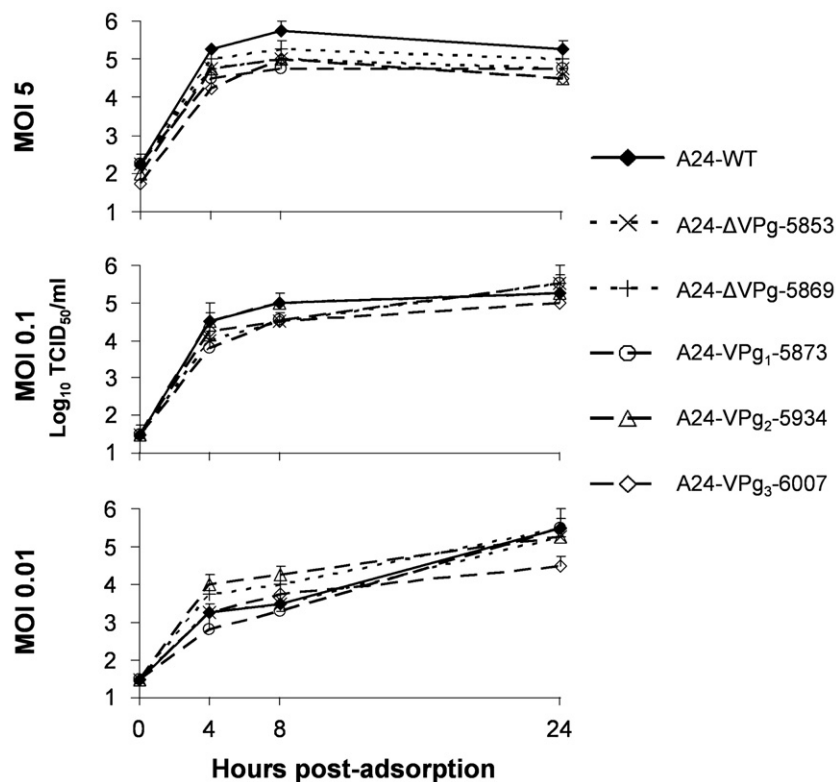 MOI 5
6
5
4
3
2
1
MOI 0.1
Log₁₀ TCID₅₀/ml
6
5
4
3
2
1
MOI 0.01
6
5
4
3
2
1
0 4 8 24
Hours post-adsorption
A24-WT
A24-ΔVPg-5853
A24-ΔVPg-5869
A24-VPg₁-5873
A24-VPg₂-5934
A24-VPg₃-6007